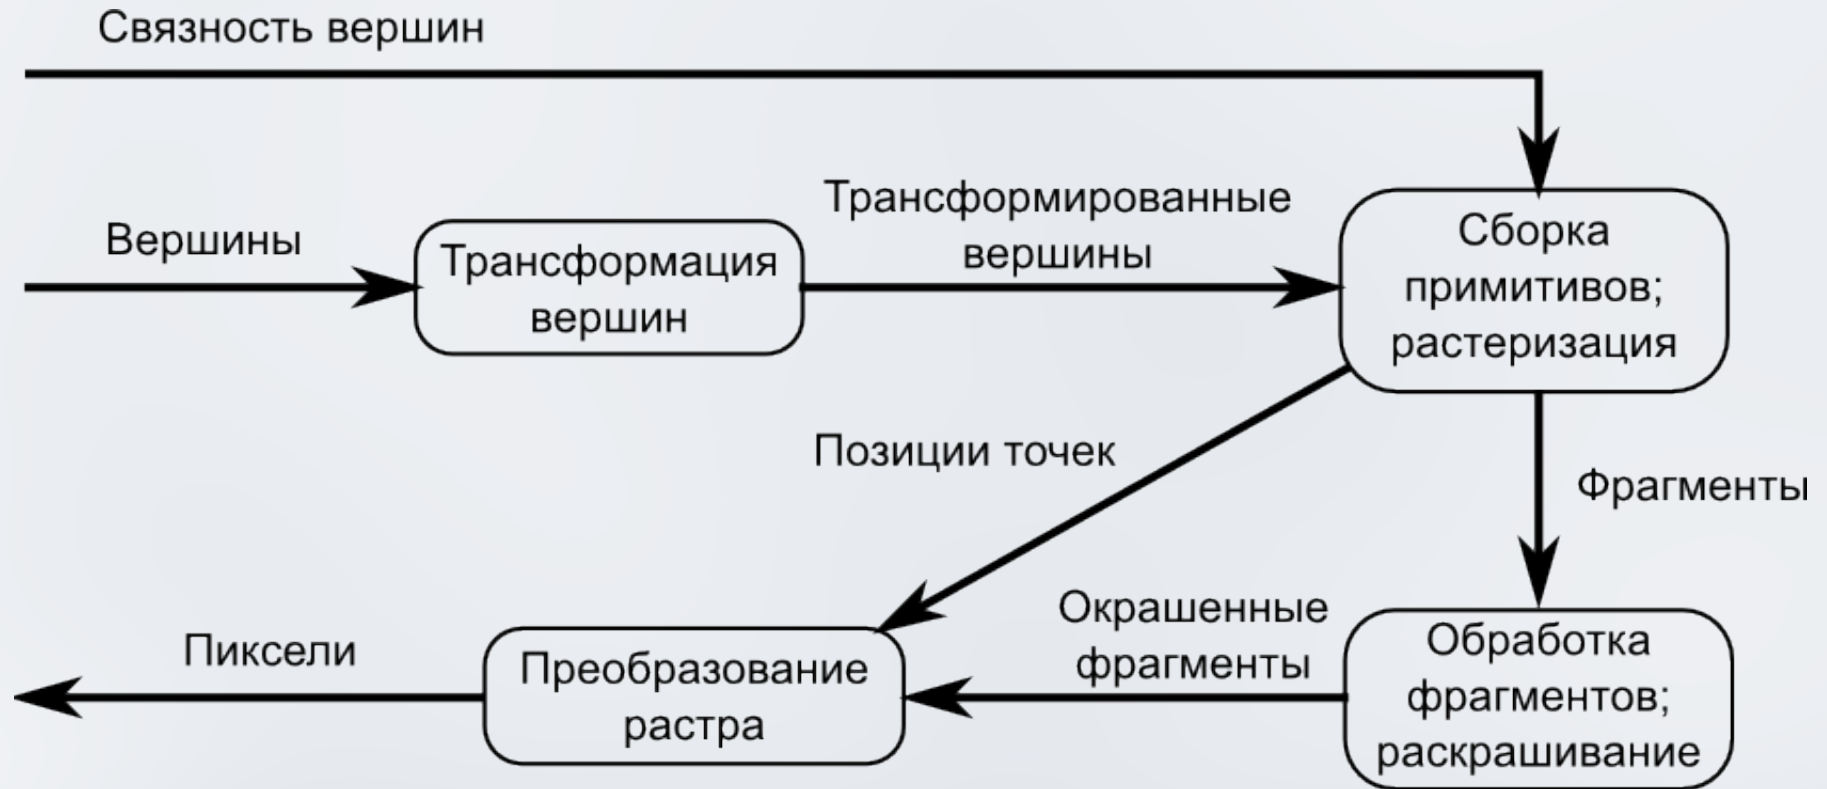 Связность вершин
Вершины
Трансформация
вершин
Трансформированные
вершины
Сборка
примитивов;
растеризация
Позиции точек
Фрагменты
Пиксели
Преобразование
растра
Окрашенные
фрагменты
Обработка
фрагментов;
раскрашивание